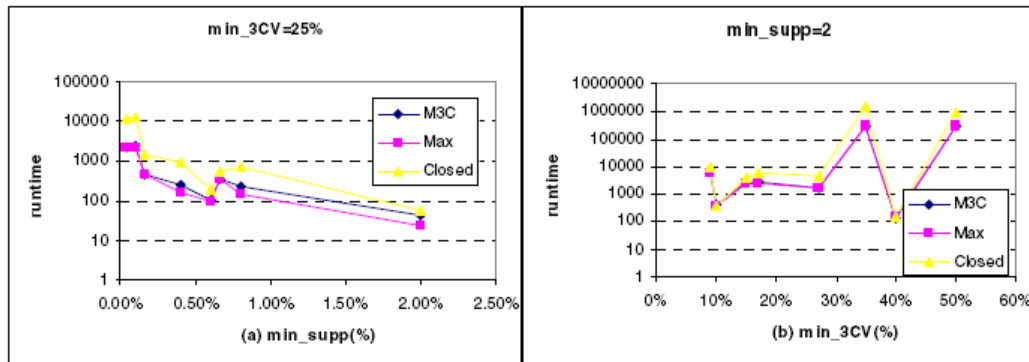 min_3CV=25%
100000
10000
1000
100
10
1
runtime
M3C
Max
Closed
0.00% 0.50% 1.00% 1.50% 2.00% 2.50%
(a) min_supp(%)
min_supp=2
10000000
1000000
100000
10000
1000
100
10
1
runtime
M3C
Max
Closed
0% 10% 20% 30% 40% 50% 60%
(b) min_3CV(%)